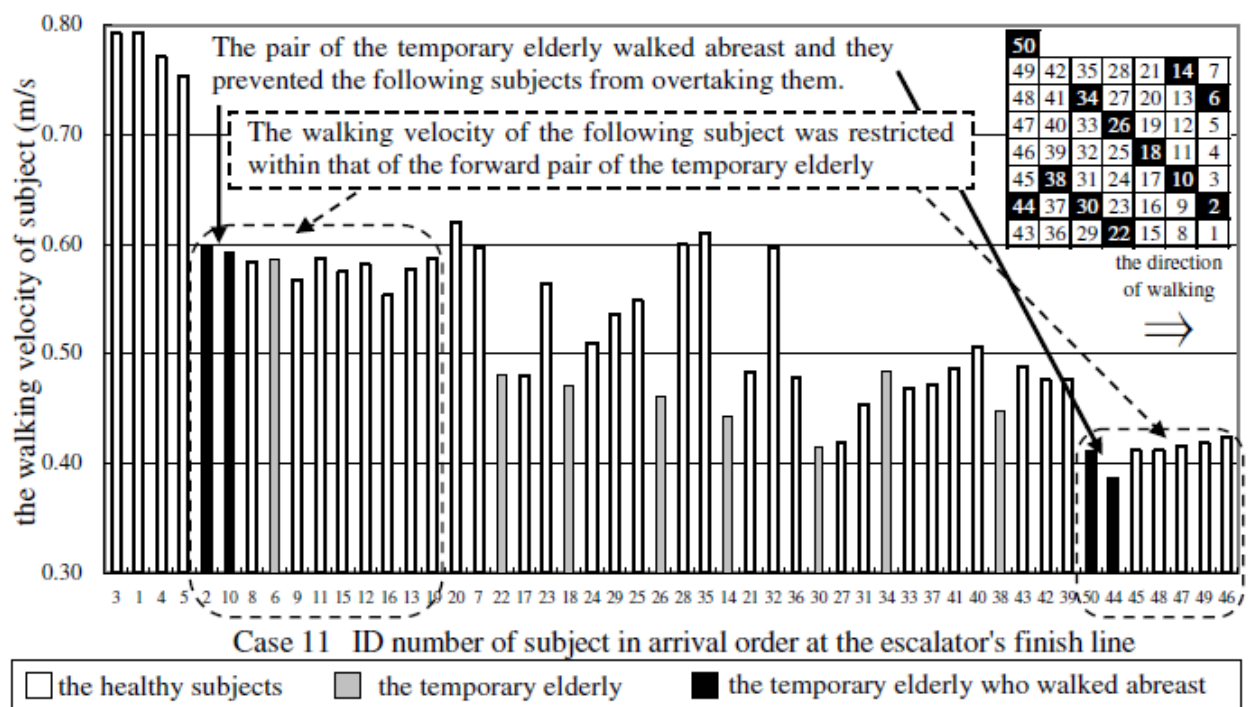 0.80
The pair of the temporary elderly walked abreast and they
prevented the following subjects from overtaking them.
50
49 42 35 28 21 14 7
48 41 34 27 20 13 6
47 40 33 26 19 12 5
46 39 32 25 18 11 4
45 38 31 24 17 10 3
44 37 30 23 16 9 2
43 36 29 22 15 8 1
the direction
of walking
⇒
0.70
The walking velocity of the following subject was restricted
within that of the forward pair of the temporary elderly
0.60
0.50
0.40
0.30
the walking velocity of subject (m/s
3 1 4 5 2 10 8 6 9 11 15 12 16 13 19 20 7 22 17 23 18 24 29 25 26 28 35 14 21 32 36 30 27 31 34 33 37 41 40 38 43 42 39 50 44 45 48 47 49 46
Case 11 ID number of subject in arrival order at the escalator's finish line
the healthy subjects the temporary elderly the temporary elderly who walked abreast